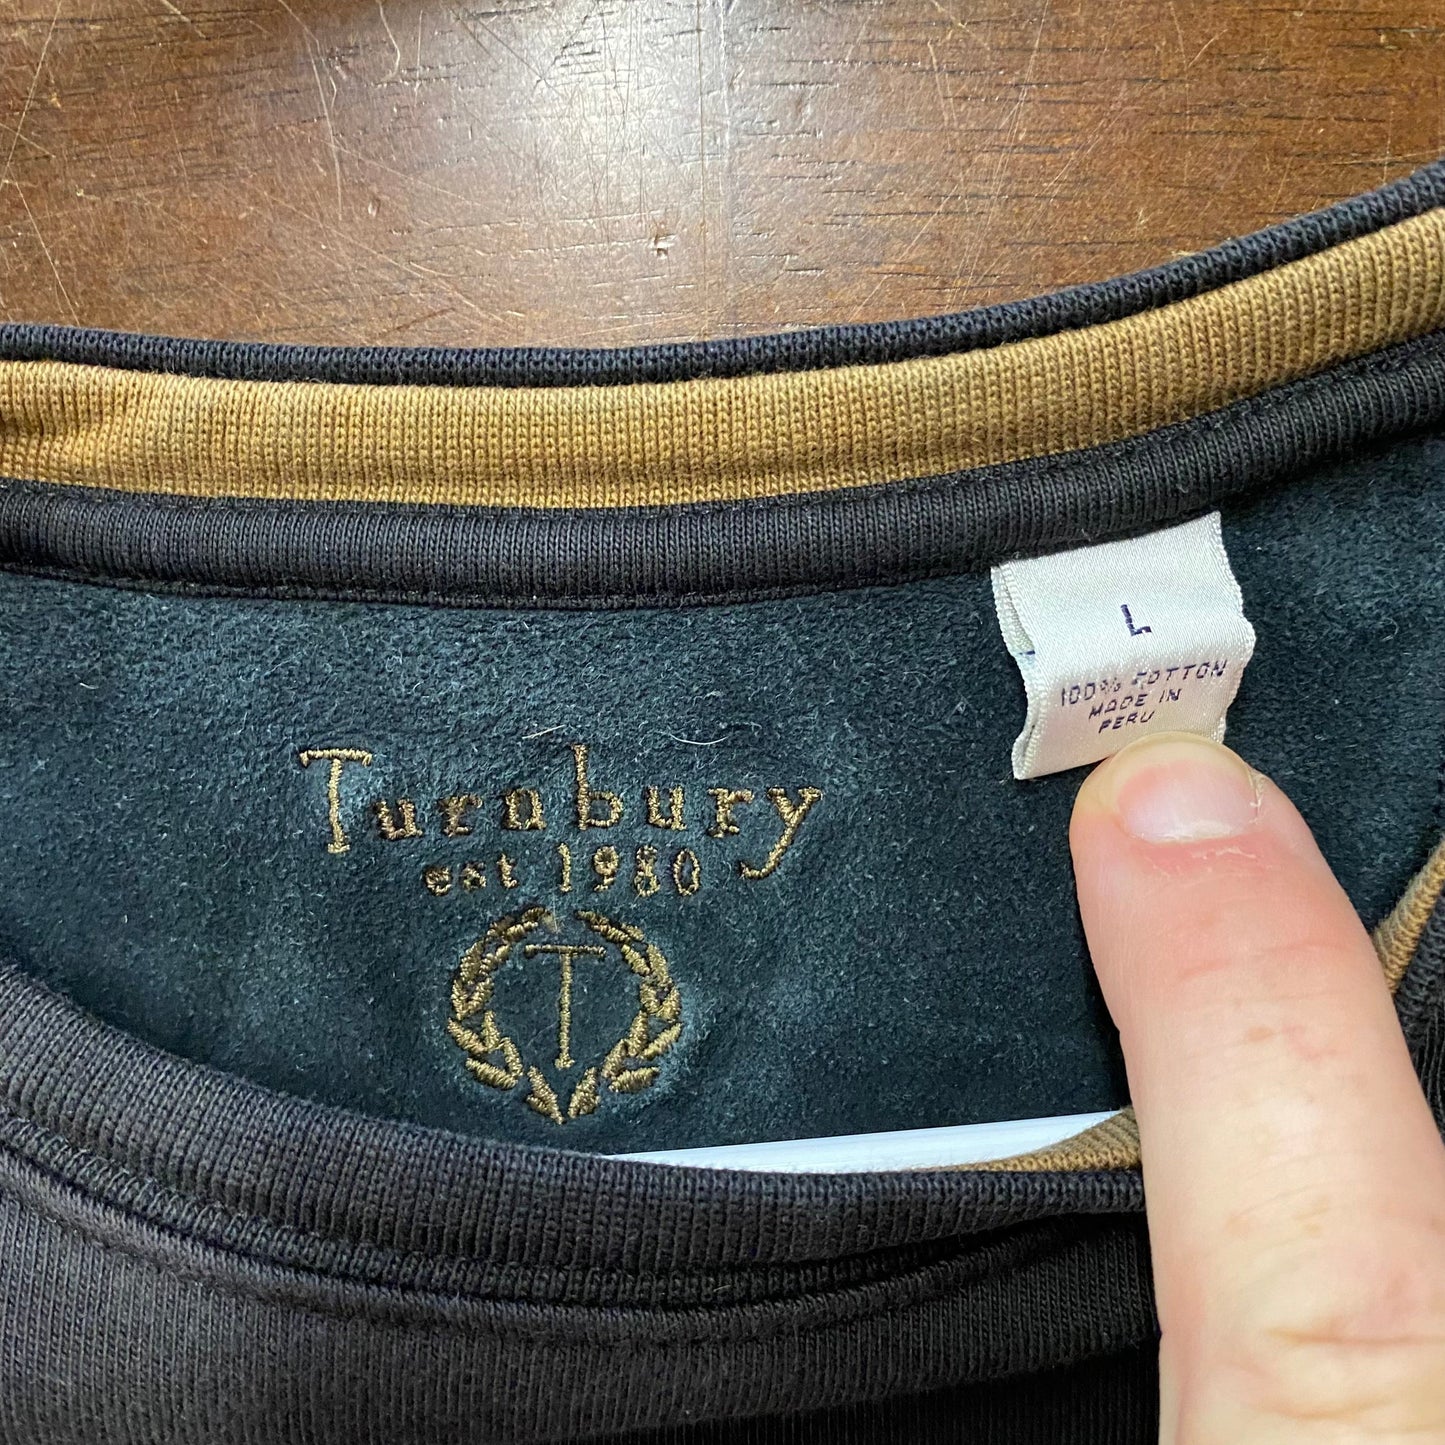 Turnbury
est 1980
T
L
100% COTTON
MADE IN
PERU